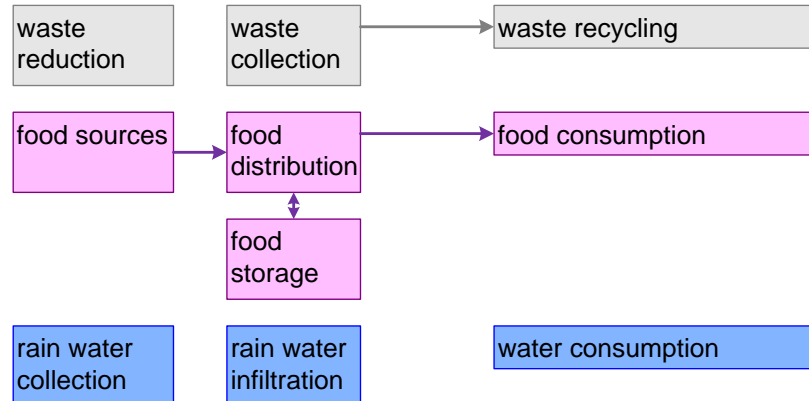 waste
reduction
waste
collection
waste recycling
food sources
food
distribution
food consumption
food
storage
rain water
collection
rain water
infiltration
water consumption